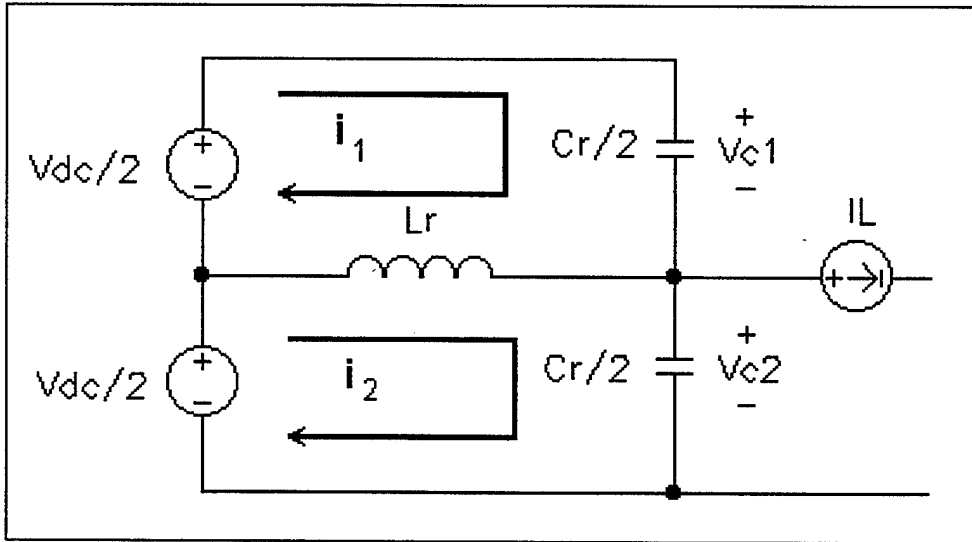 Vdc/2
+
-
i1
Cr/2
+
Vc1
-
Lr
IL
+
Vdc/2
+
-
i2
Cr/2
+
Vc2
-